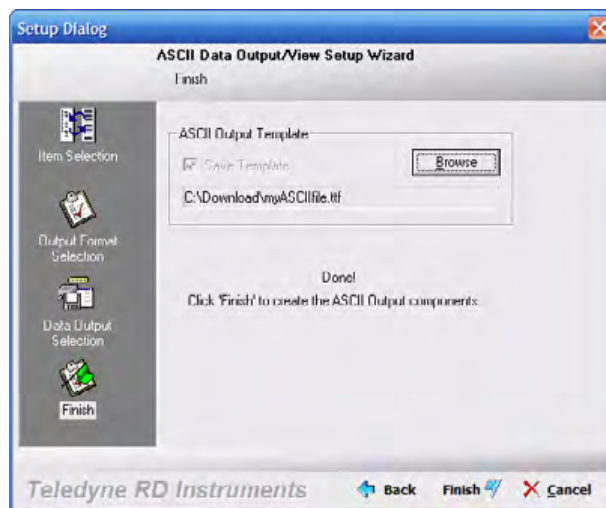 Setup Dialog
ASCII Data Output/View Setup Wizard
Finish
Item Selection
Output Format
Selection
Data Output
Selection
Finish
ASCII Output Template
Save Template
Browse
C:\Download\myASCIIfile.ttf
Done!
Click 'Finish' to create the ASCII Output components.
Teledyne RD Instruments
Back
Finish
Cancel